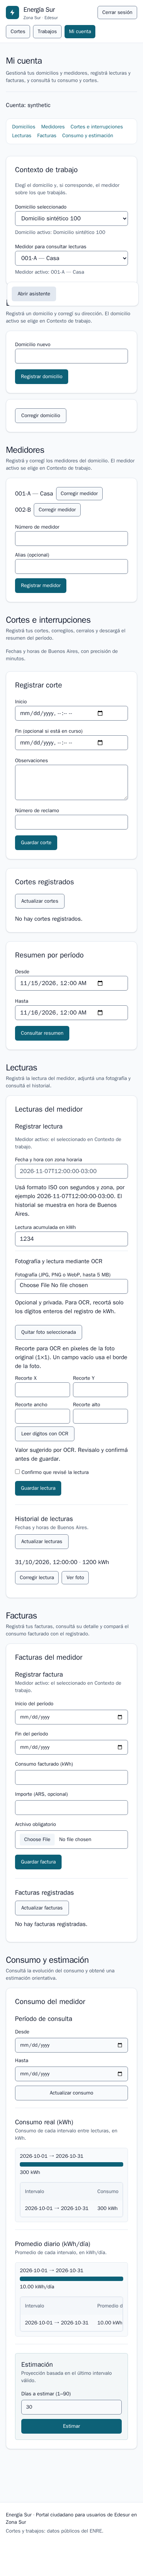 Energía Sur
Zona Sur · Edesur
Cerrar sesión
Cortes
Trabajos
Mi cuenta
Mi cuenta
Gestioná tus domicilios y medidores, registrá lecturas y
facturas, y consultá tu consumo y cortes.
Cuenta: synthetic
Domicilios
Medidores
Cortes e interrupciones
Lecturas
Facturas
Consumo y estimación
Contexto de trabajo
Elegí el domicilio y, si corresponde, el medidor
sobre los que trabajás.
Domicilio seleccionado
Domicilio sintético 100
Domicilio activo: Domicilio sintético 100
Medidor para consultar lecturas
001-A — Casa
Medidor activo: 001-A — Casa
Abrir asistente
Registrá un domicilio y corregí su dirección. El domicilio
activo se elige en Contexto de trabajo.
Domicilio nuevo
Registrar domicilio
Corregir domicilio
Medidores
Registrá y corregí los medidores del domicilio. El medidor
activo se elige en Contexto de trabajo.
001-A — Casa
Corregir medidor
002-B
Corregir medidor
Número de medidor
Alias (opcional)
Registrar medidor
Cortes e interrupciones
Registrá tus cortes, corregilos, cerralos y descargá el
resumen del período.
Fechas y horas de Buenos Aires, con precisión de
minutos.
Registrar corte
Inicio
mm/dd/yyyy, --:-- --
Fin (opcional si está en curso)
mm/dd/yyyy, --:-- --
Observaciones
Número de reclamo
Guardar corte
Cortes registrados
Actualizar cortes
No hay cortes registrados.
Resumen por período
Desde
11/15/2026, 12:00 AM
Hasta
11/16/2026, 12:00 AM
Consultar resumen
Lecturas
Registrá la lectura del medidor, adjuntá una fotografía y
consultá el historial.
Lecturas del medidor
Registrar lectura
Medidor activo: el seleccionado en Contexto de
trabajo.
Fecha y hora con zona horaria
2026-11-07T12:00:00-03:00
Usá formato ISO con segundos y zona, por
ejemplo 2026-11-07T12:00:00-03:00. El
historial se muestra en hora de Buenos
Aires.
Lectura acumulada en kWh
1234
Fotografía y lectura mediante OCR
Fotografía (JPG, PNG o WebP, hasta 5 MB)
Choose File No file chosen
Opcional y privada. Para OCR, recortá solo
los dígitos enteros del registro de kWh.
Quitar foto seleccionada
Recorte para OCR en píxeles de la foto
original (1×1). Un campo vacío usa el borde
de la foto.
Recorte X
Recorte Y
Recorte ancho
Recorte alto
Leer dígitos con OCR
Valor sugerido por OCR. Revisalo y confirmá
antes de guardar.
Confirmo que revisé la lectura
Guardar lectura
Historial de lecturas
Fechas y horas de Buenos Aires.
Actualizar lecturas
31/10/2026, 12:00:00 · 1200 kWh
Corregir lectura
Ver foto
Facturas
Registrá tus facturas, consultá su detalle y compará el
consumo facturado con el registrado.
Facturas del medidor
Registrar factura
Medidor activo: el seleccionado en Contexto de
trabajo.
Inicio del período
mm/dd/yyyy
Fin del período
mm/dd/yyyy
Consumo facturado (kWh)
Importe (ARS, opcional)
Archivo obligatorio
Choose File No file chosen
Guardar factura
Facturas registradas
Actualizar facturas
No hay facturas registradas.
Consumo y estimación
Consultá la evolución del consumo y obtené una
estimación orientativa.
Consumo del medidor
Período de consulta
Desde
mm/dd/yyyy
Hasta
mm/dd/yyyy
Actualizar consumo
Consumo real (kWh)
Consumo de cada intervalo entre lecturas, en
kWh.
2026-10-01 → 2026-10-31
300 kWh
Intervalo
Consumo
2026-10-01 → 2026-10-31
300 kWh
Promedio diario (kWh/día)
Promedio de cada intervalo, en kWh/día.
2026-10-01 → 2026-10-31
10.00 kWh/día
Intervalo
Promedio d
2026-10-01 → 2026-10-31
10.00 kWh
Estimación
Proyección basada en el último intervalo
válido.
Días a estimar (1–90)
30
Estimar
Energía Sur · Portal ciudadano para usuarios de Edesur en
Zona Sur
Cortes y trabajos: datos públicos del ENRE.